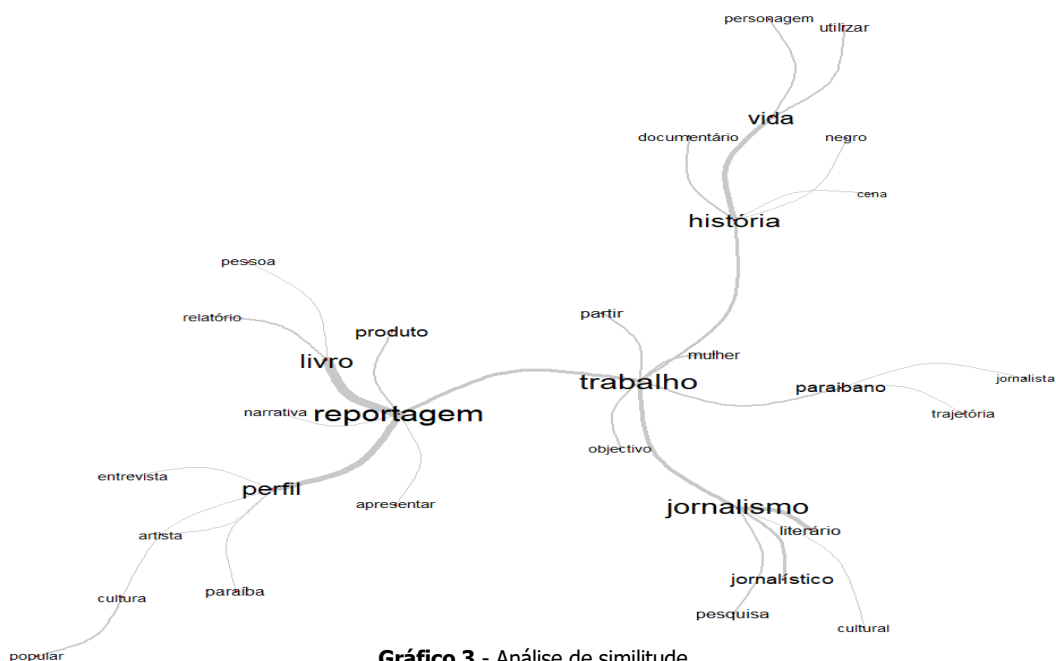 personagem
utilizar
vida
documentário
negro
cena
história
pessoa
relatório
partir
produto
mulher
livro
trabalho
jornalista
paraibano
narrativa
reportagem
trajetória
objectivo
entrevista
perfil
apresentar
jornalismo
literário
artista
jornalístico
paraíba
cultura
pesquisa
cultural
popular
Gráfico 3 - Análise de similitude